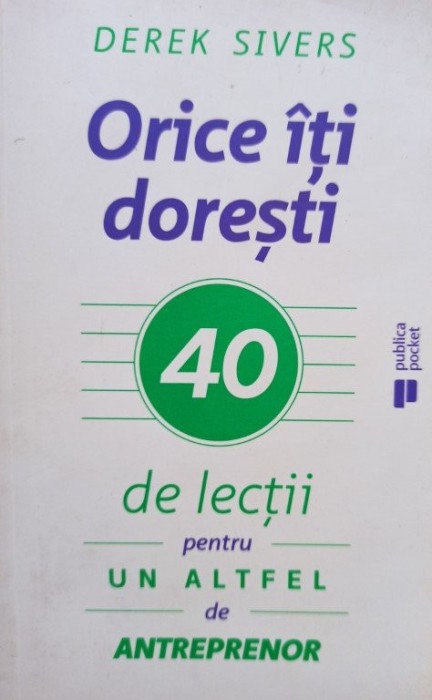 DEREK SIVERS
Orice îți
dorești
40
de lecții
pentru
UN ALTFEL
de
ANTREPRENOR
publica
pocket